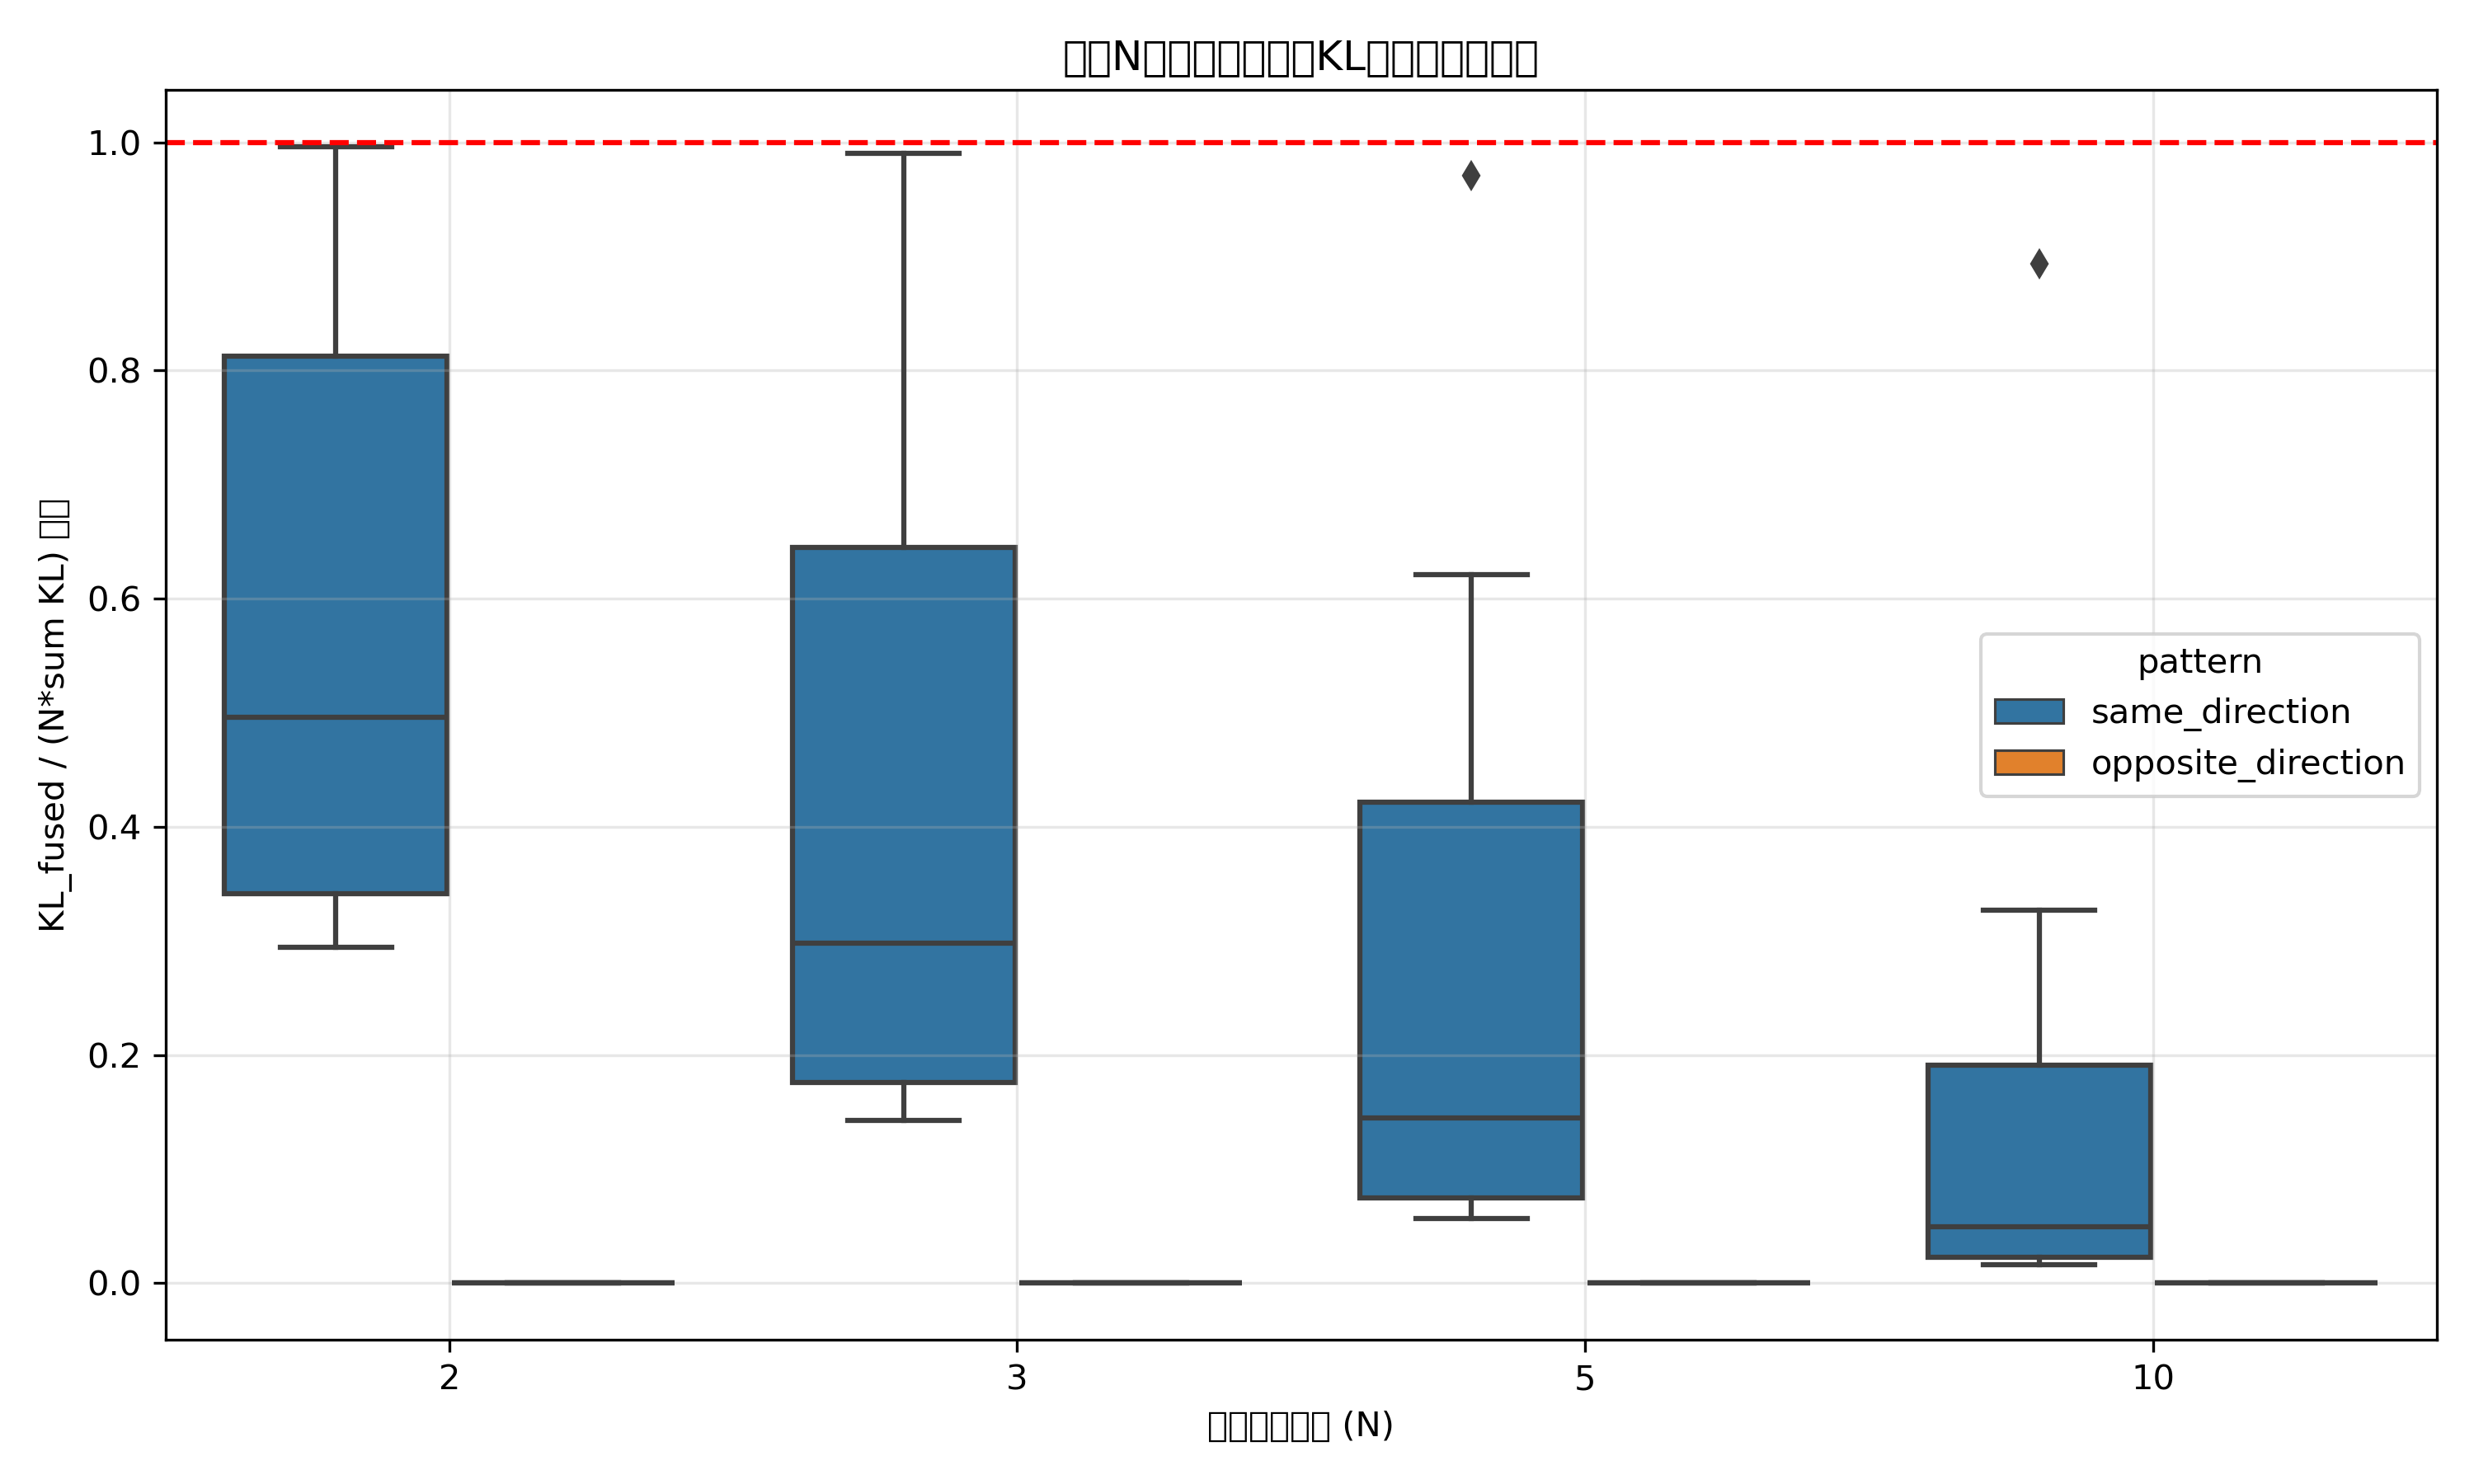 N KL
1.0
0.8
0.6
0.4
0.2
0.0
KL_fused / (N*sum KL)
pattern
same_direction
opposite_direction
2 3 5 10
(N)